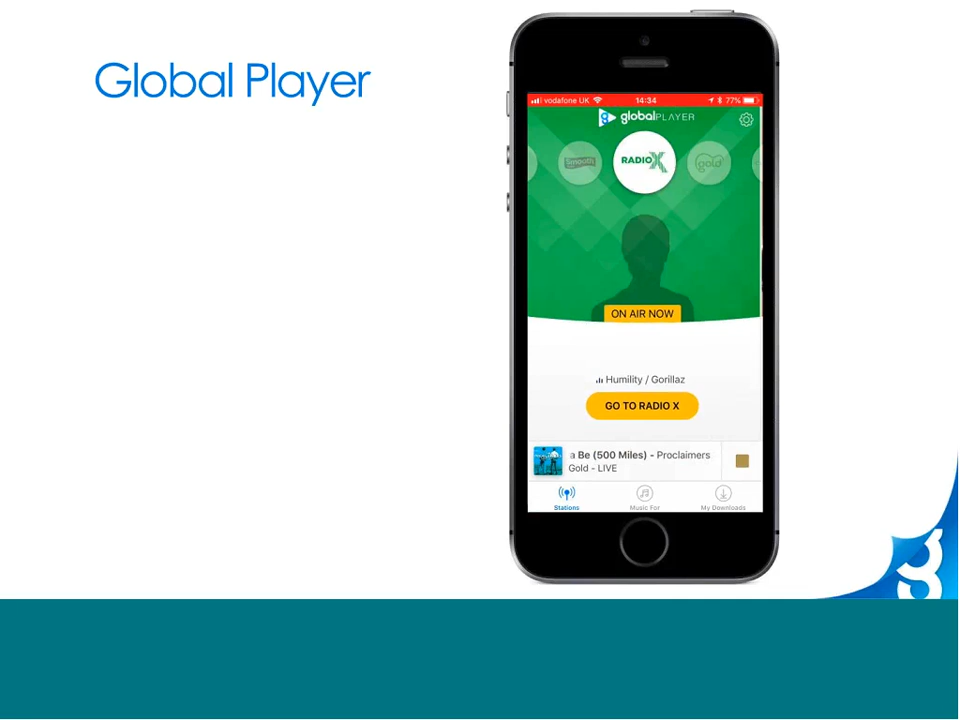 Global Player
vodafone UK 14:34 77%
globalPLAYER
Smooth
RADIO X
gold
ON AIR NOW
Humility / Gorillaz
GO TO RADIO X
a Be (500 Miles) - Proclaimers
Gold - LIVE
Stations Music For My Downloads